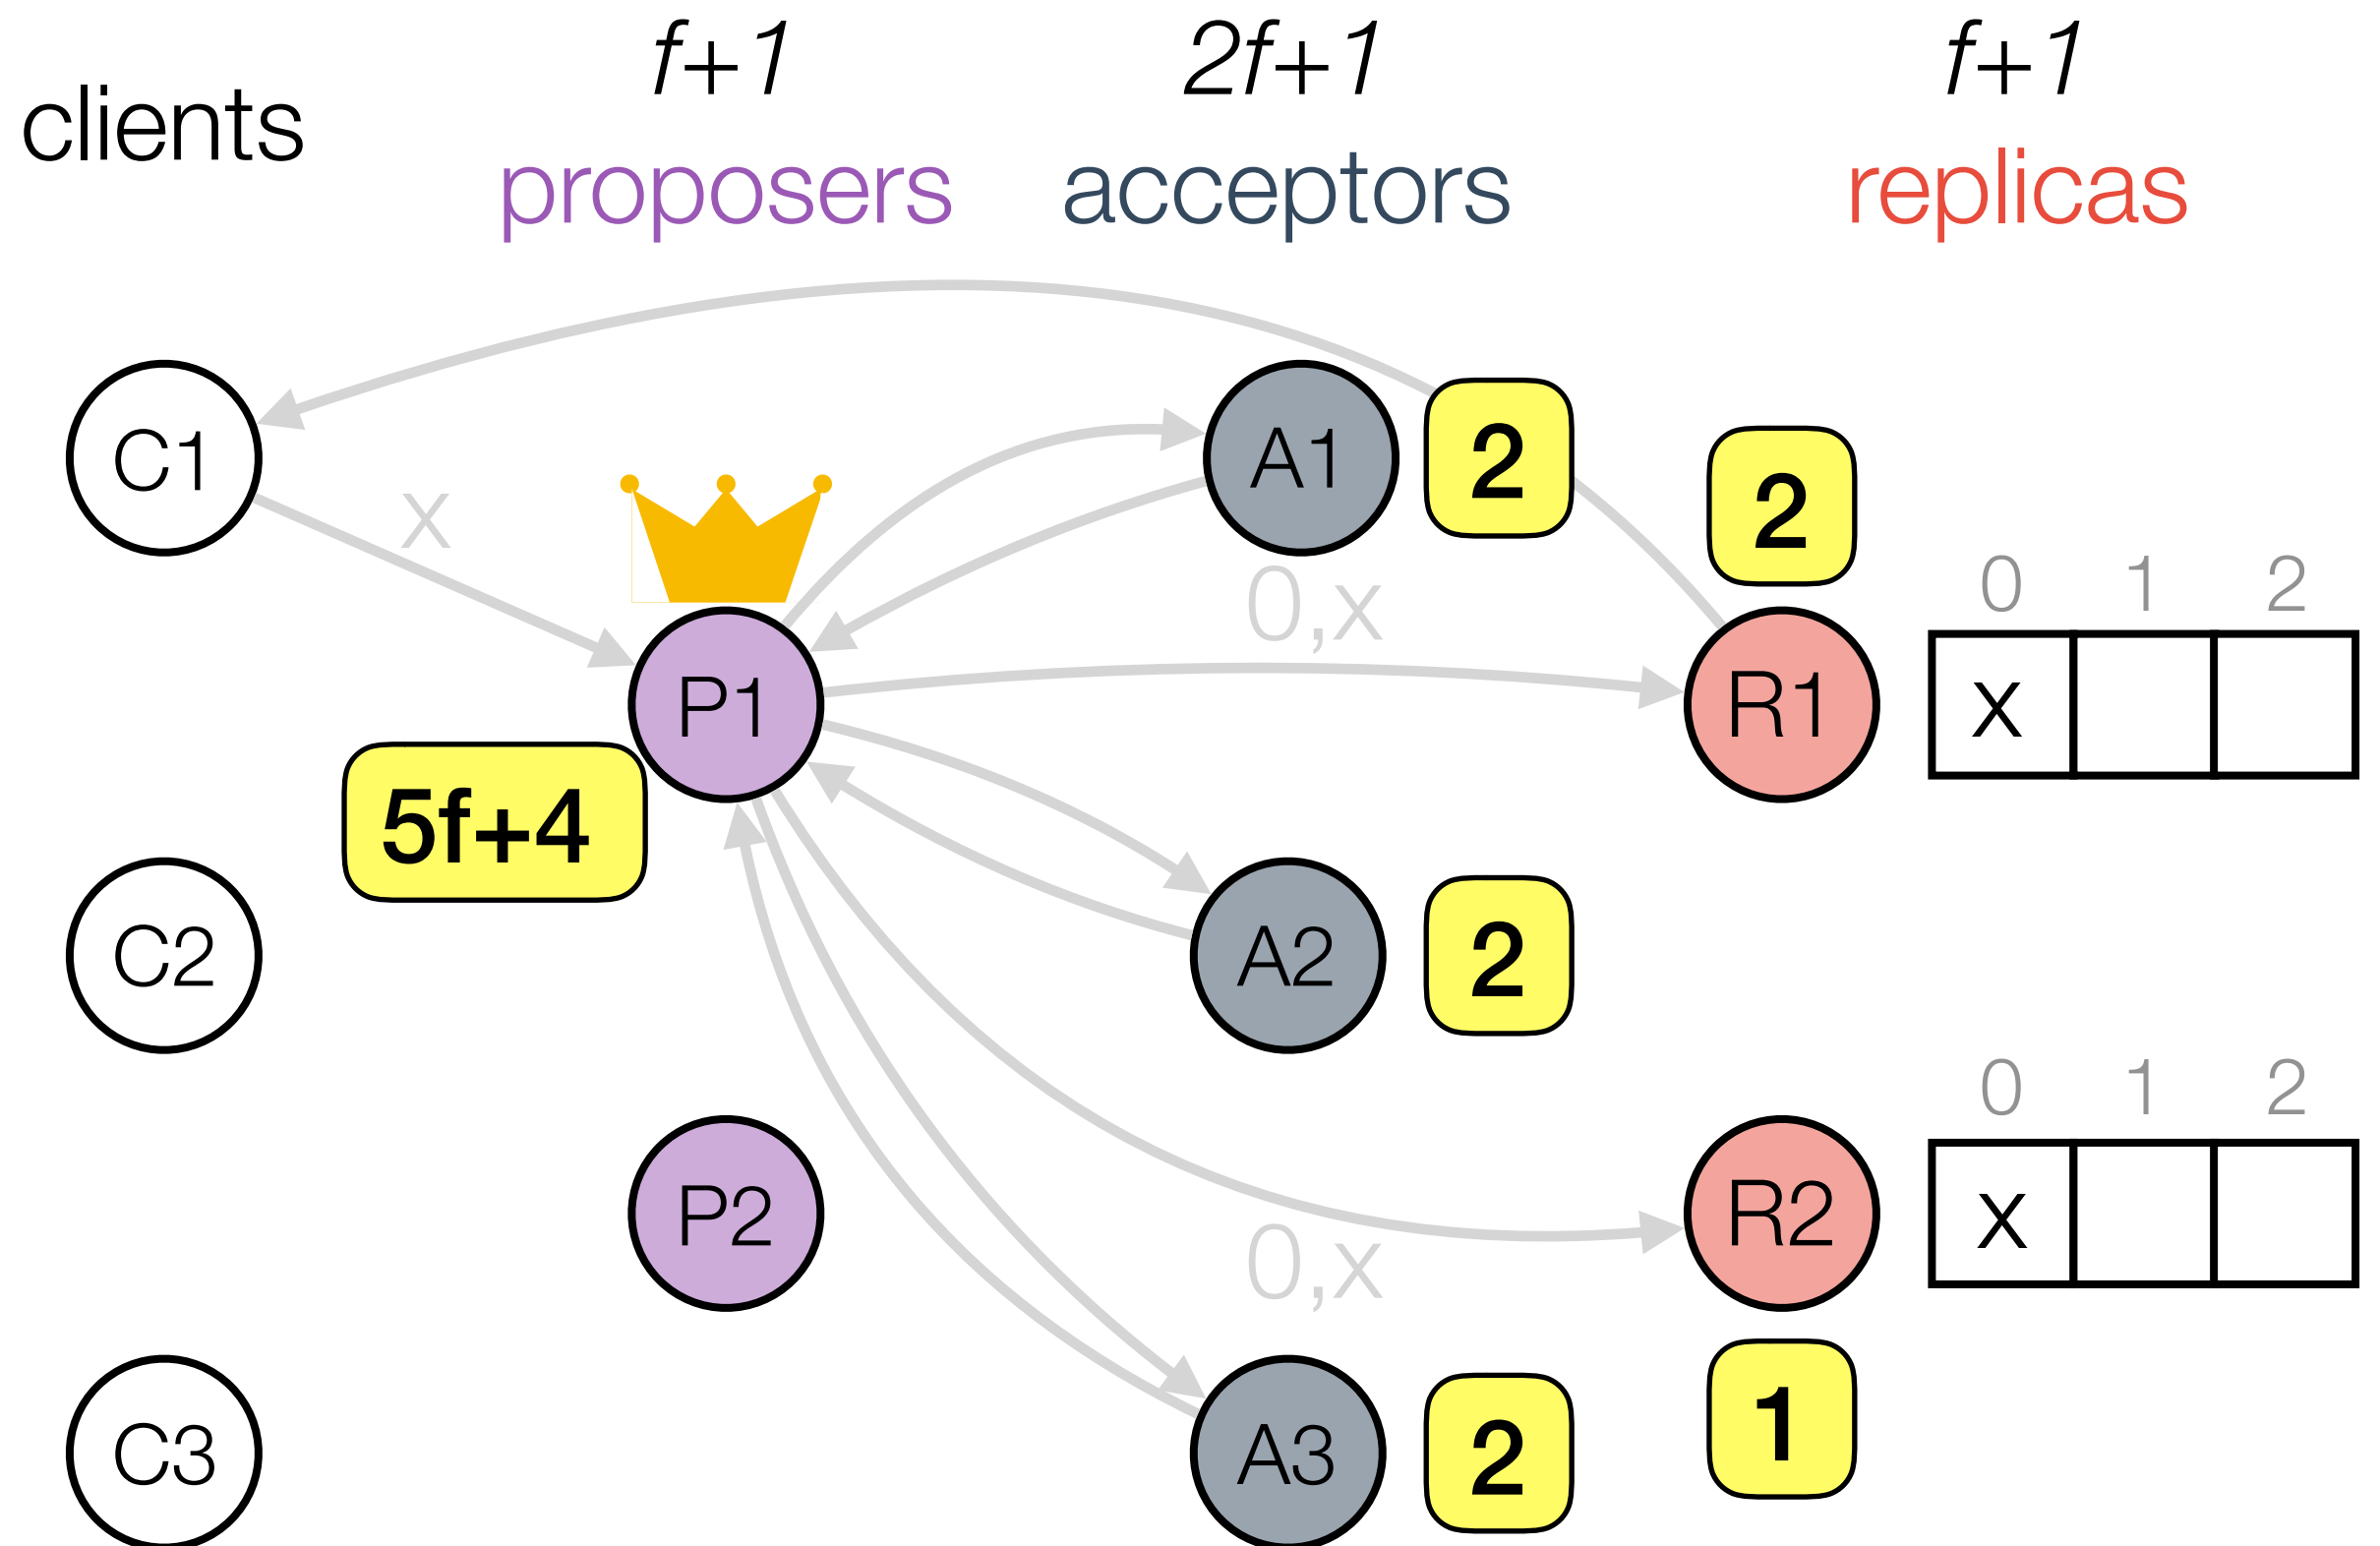 f+1
2f+1
f+1
clients
proposers
acceptors
replicas
C1
x
A1
2
2
0,x
0 1 2
P1
R1
x
5f+4
C2
A2
2
0 1 2
P2
R2
x
0,x
C3
A3
2
1